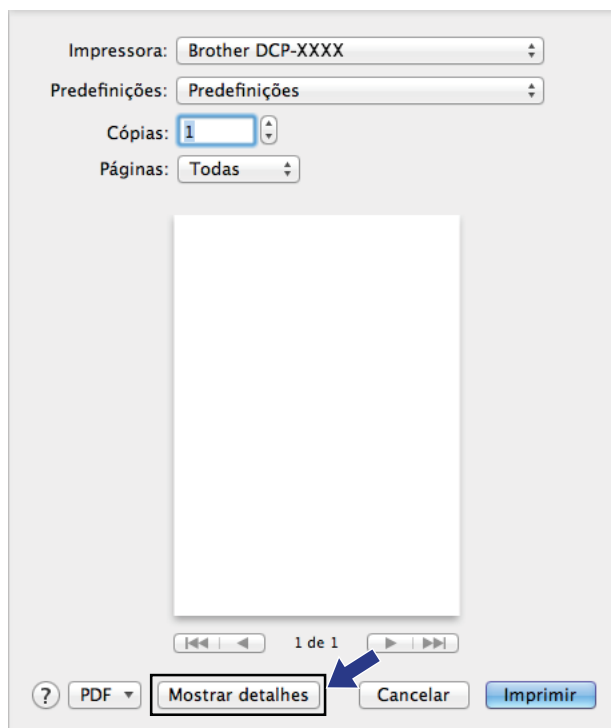 Impressora: Brother DCP-XXXX
Predefinições: Predefinições
Cópias: 1
Páginas: Todas
1 de 1
? PDF Mostrar detalhes Cancelar Imprimir